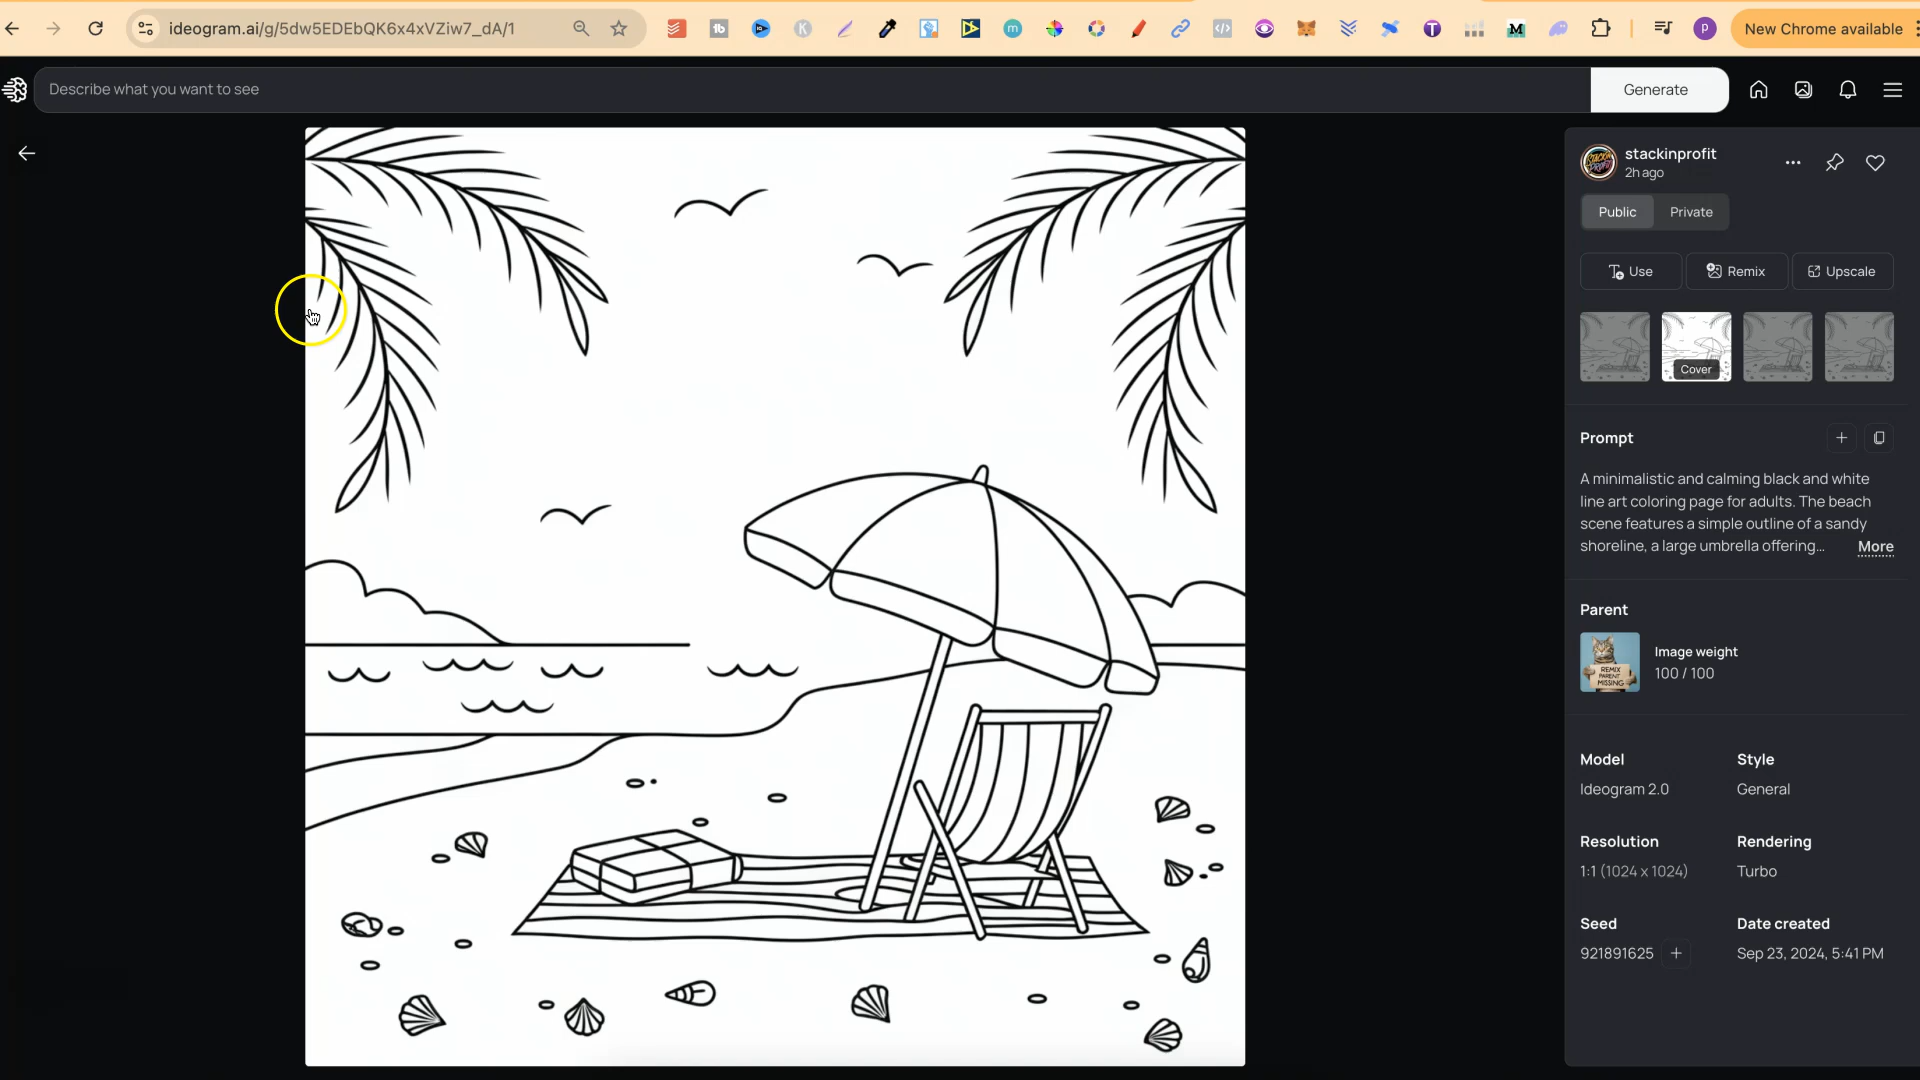 ideogram.ai/g/5dw5EDEbQK6x4xVZiw7_dA/1
New Chrome available
Describe what you want to see
Generate
stackinprofit
2h ago
Public
Private
Use
Remix
Upscale
Cover
Prompt
A minimalistic and calming black and white
line art coloring page for adults. The beach
scene features a simple outline of a sandy
shoreline, a large umbrella offering...
More
Parent
REMIX
PARENT
MISSING
Image weight
100 / 100
Model
Style
Ideogram 2.0
General
Resolution
Rendering
1:1 (1024 x 1024)
Turbo
Seed
Date created
921891625
Sep 23, 2024, 5:41 PM